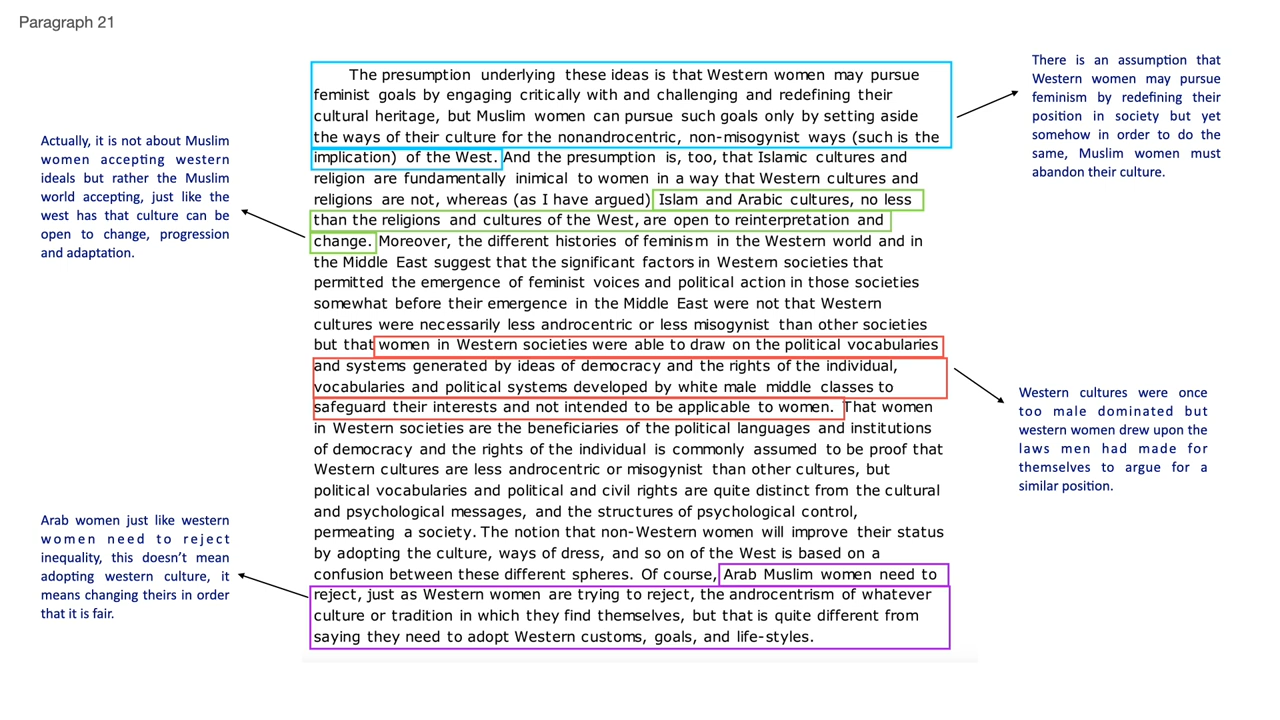 Paragraph 21
The presumption underlying these ideas is that Western women may pursue
feminist goals by engaging critically with and challenging and redefining their
cultural heritage, but Muslim women can pursue such goals only by setting aside
the ways of their culture for the nonandrocentric, non-misogynist ways (such is the
implication) of the West. And the presumption is, too, that Islamic cultures and
religion are fundamentally inimical to women in a way that Western cultures and
religions are not, whereas (as I have argued) Islam and Arabic cultures, no less
than the religions and cultures of the West, are open to reinterpretation and
change. Moreover, the different histories of feminism in the Western world and in
the Middle East suggest that the significant factors in Western societies that
permitted the emergence of feminist voices and political action in those societies
somewhat before their emergence in the Middle East were not that Western
cultures were necessarily less androcentric or less misogynist than other societies
but that women in Western societies were able to draw on the political vocabularies
and systems generated by ideas of democracy and the rights of the individual,
vocabularies and political systems developed by white male middle classes to
safeguard their interests and not intended to be applicable to women. That women
in Western societies are the beneficiaries of the political languages and institutions
of democracy and the rights of the individual is commonly assumed to be proof that
Western cultures are less androcentric or misogynist than other cultures, but
political vocabularies and political and civil rights are quite distinct from the cultural
and psychological messages, and the structures of psychological control,
permeating a society. The notion that non-Western women will improve their status
by adopting the culture, ways of dress, and so on of the West is based on a
confusion between these different spheres. Of course, Arab Muslim women need to
reject, just as Western women are trying to reject, the androcentrism of whatever
culture or tradition in which they find themselves, but that is quite different from
saying they need to adopt Western customs, goals, and life-styles.
There is an assumption that
Western women may pursue
feminism by redefining their
position in society but yet
somehow in order to do the
same, Muslim women must
abandon their culture.
Actually, it is not about Muslim
women accepting western
ideals but rather the Muslim
world accepting, just like the
west has that culture can be
open to change, progression
and adaptation.
Western cultures were once
too male dominated but
western women drew upon the
laws men had made for
themselves to argue for a
similar position.
Arab women just like western
women need to reject
inequality, this doesn't mean
adopting western culture, it
means changing theirs in order
that it is fair.